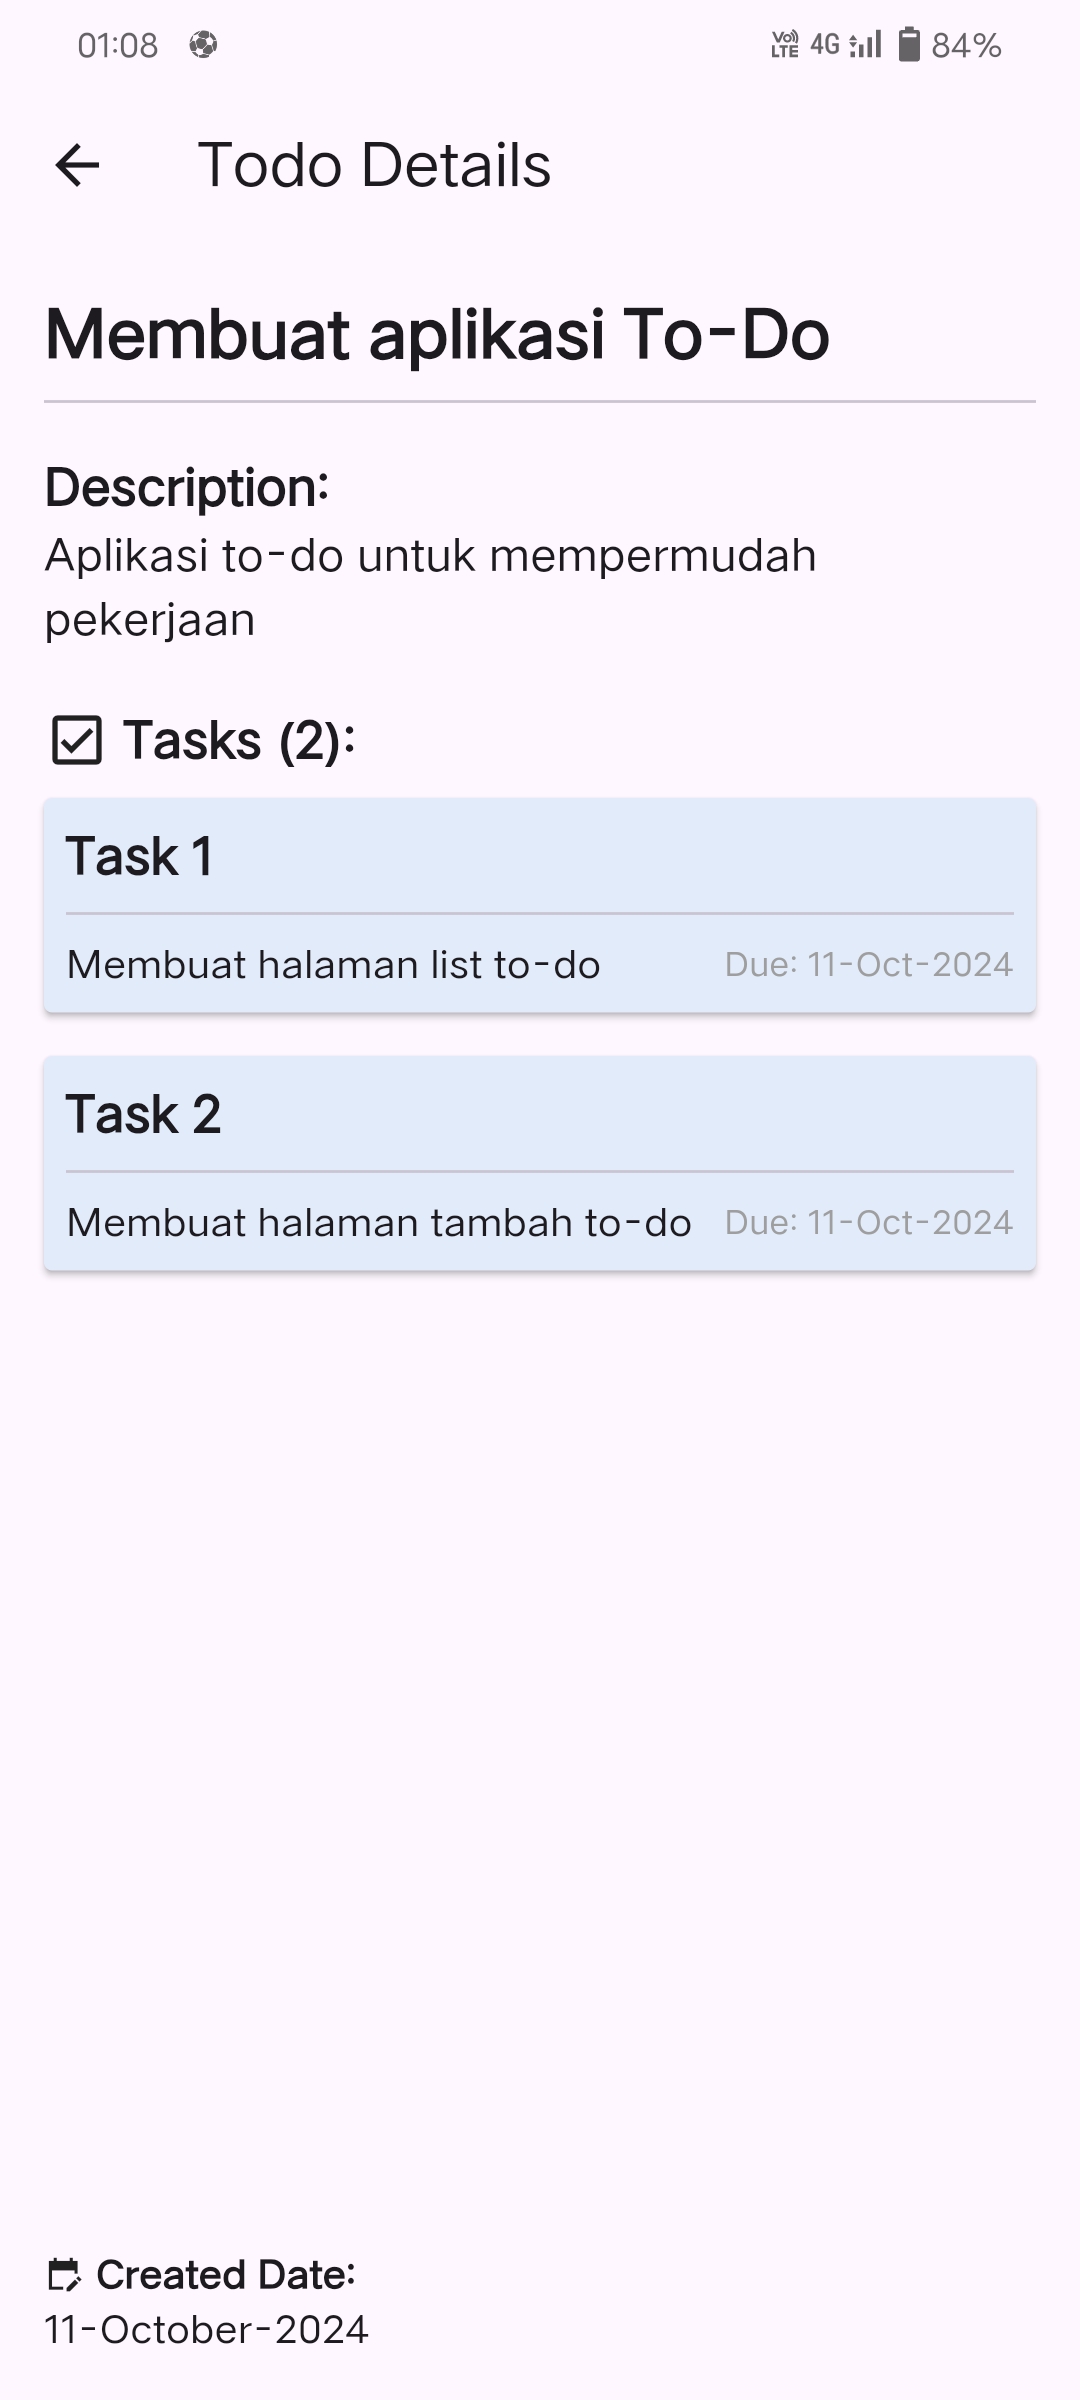 01:08 Vo) LTE 4G 84%
Todo Details
Membuat aplikasi To-Do
Description:
Aplikasi to-do untuk mempermudah
pekerjaan
Tasks (2):
Task 1
Membuat halaman list to-do Due: 11-Oct-2024
Task 2
Membuat halaman tambah to-do Due: 11-Oct-2024
Created Date:
11-October-2024